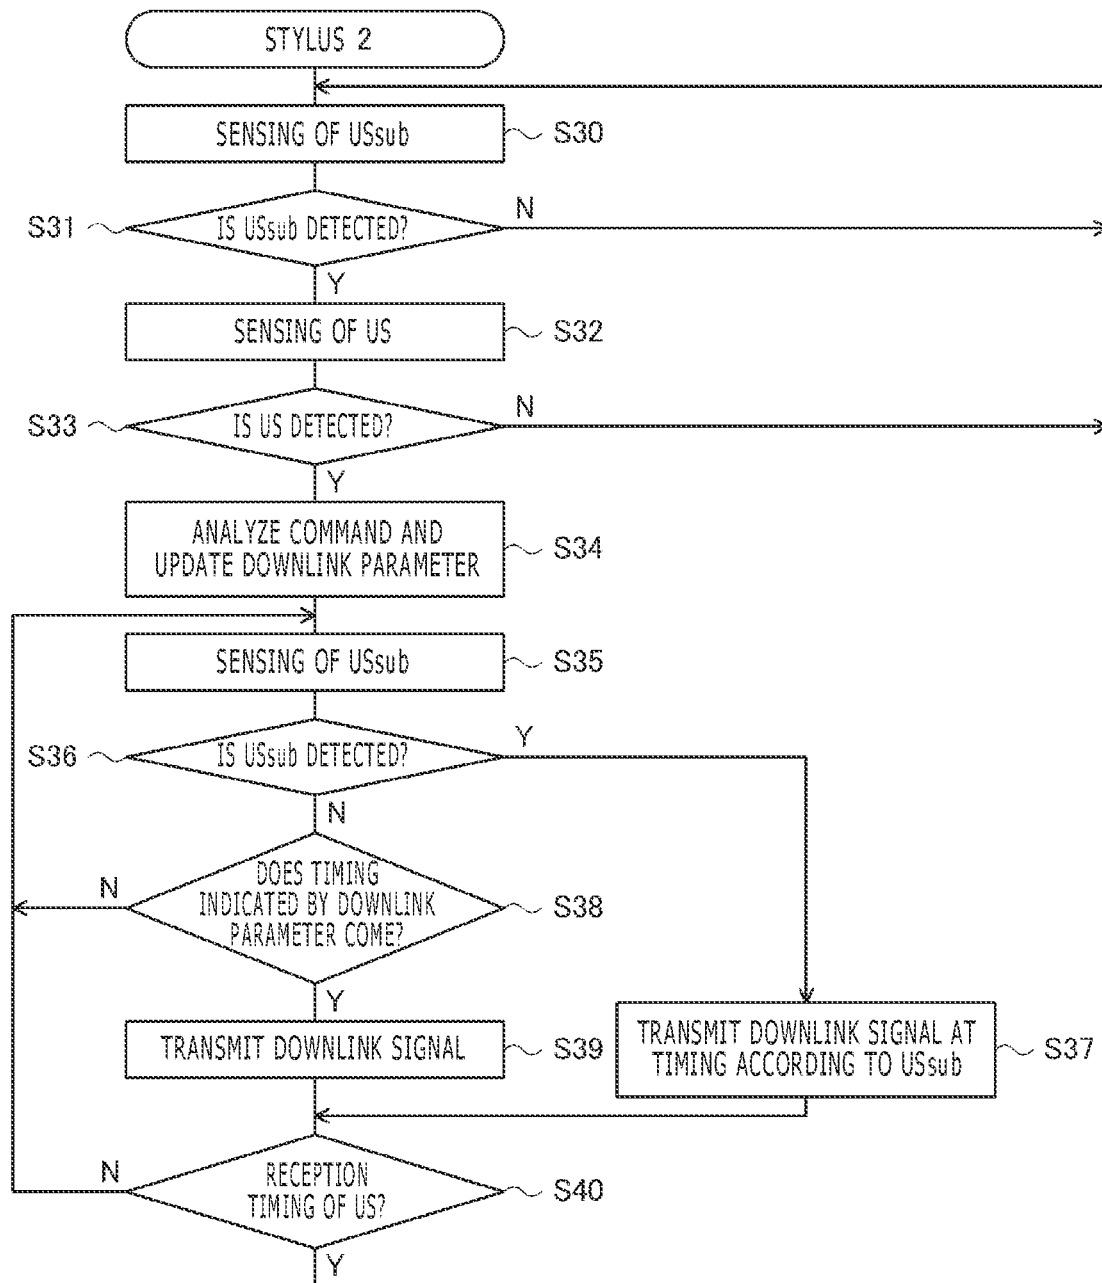 STYLUS 2
SENSING OF USsub
S30
S31
IS USsub DETECTED?
N
Y
SENSING OF US
S32
S33
IS US DETECTED?
N
Y
ANALYZE COMMAND AND
UPDATE DOWNLINK PARAMETER
S34
SENSING OF USsub
S35
S36
IS USsub DETECTED?
Y
N
DOES TIMING
INDICATED BY DOWNLINK
PARAMETER COME?
N
S38
Y
TRANSMIT DOWNLINK SIGNAL
S39
TRANSMIT DOWNLINK SIGNAL AT
TIMING ACCORDING TO USsub
S37
N
RECEPTION
TIMING OF US?
S40
Y